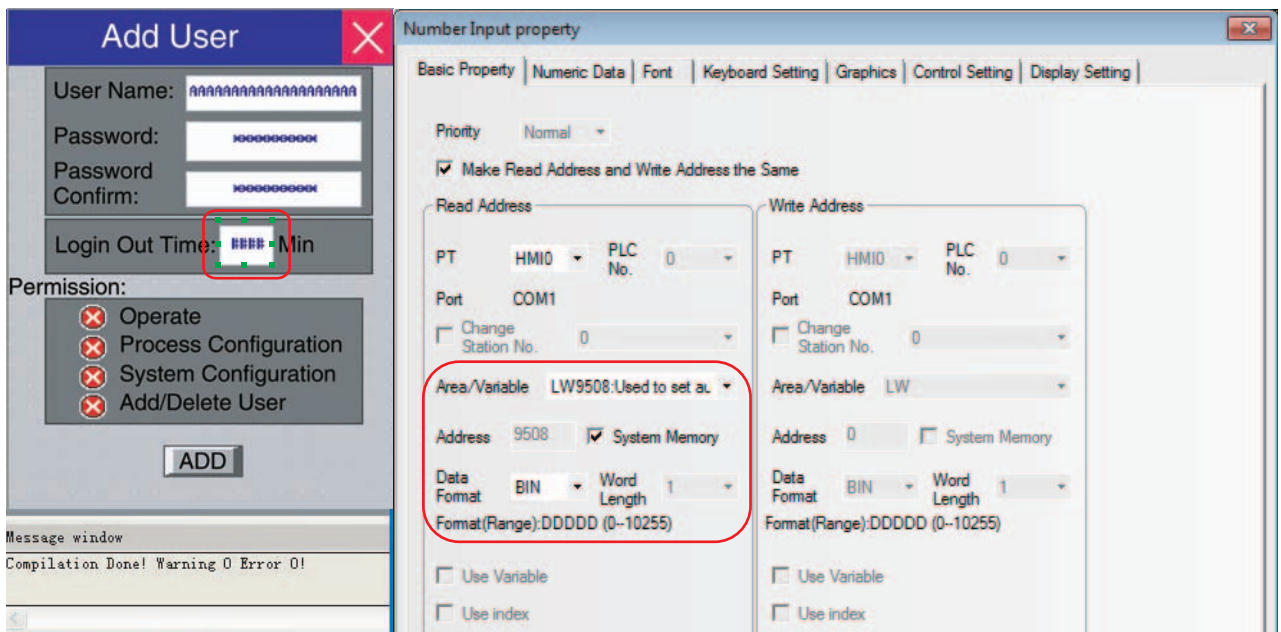 Add User
User Name: AAAAAAAAAAAAAAAAAAAA
Password: **********
Password
Confirm: **********
Login Out Time: #### Min
Permission:
Operate
Process Configuration
System Configuration
Add/Delete User
ADD
Message window
Compilation Done! Warning 0 Error 0!
Number Input property
Basic Property Numeric Data Font Keyboard Setting Graphics Control Setting Display Setting
Priority Normal
Make Read Address and Write Address the Same
Read Address
PT HMI0 PLC No. 0
Port COM1
Change Station No. 0
Area/Variable LW9508:Used to set au
Address 9508 System Memory
Data Format BIN Word Length 1
Format(Range):DDDDD (0--10255)
Use Variable
Use index
Write Address
PT HMI0 PLC No. 0
Port COM1
Change Station No. 0
Area/Variable LW
Address 0 System Memory
Data Format BIN Word Length 1
Format(Range):DDDDD (0--10255)
Use Variable
Use index